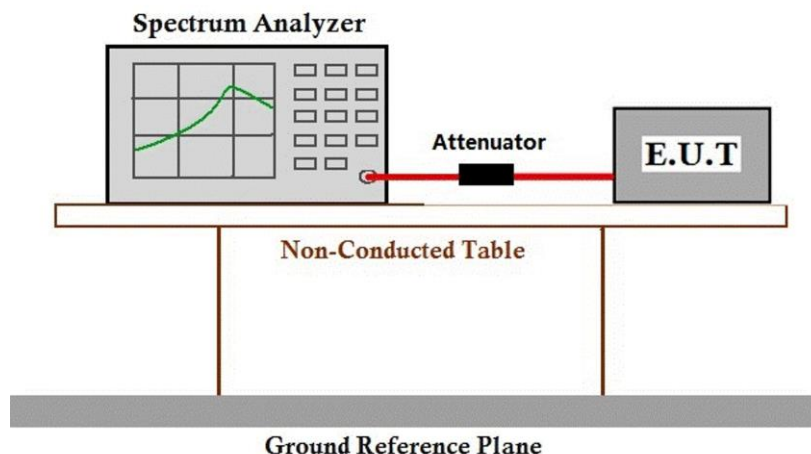 Spectrum Analyzer
Attenuator
E.U.T
Non-Conducted Table
Ground Reference Plane